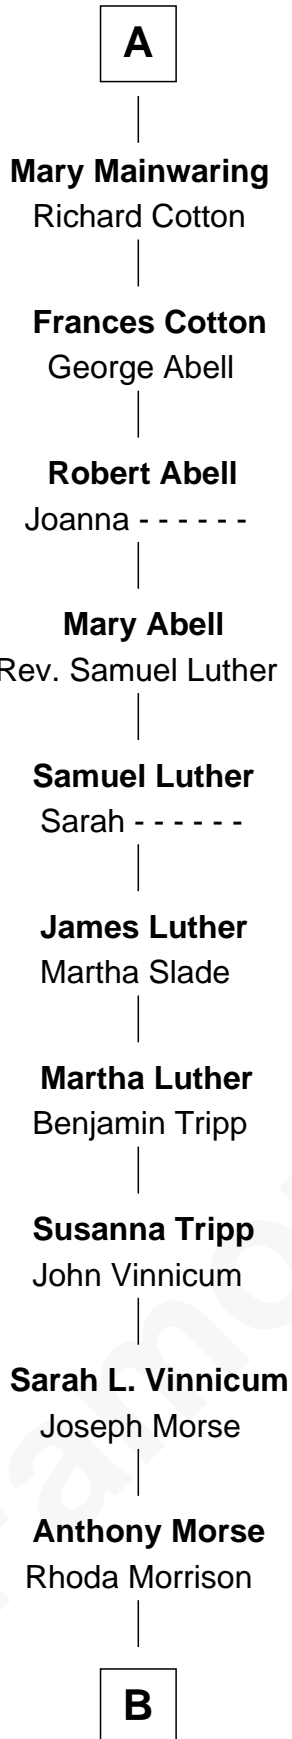 A
Mary Mainwaring
Richard Cotton
Frances Cotton
George Abell
Robert Abell
Joanna - - - - - -
Mary Abell
Rev. Samuel Luther
Samuel Luther
Sarah - - - - - -
James Luther
Martha Slade
Martha Luther
Benjamin Tripp
Susanna Tripp
John Vinnicum
Sarah L. Vinnicum
Joseph Morse
Anthony Morse
Rhoda Morrison
B